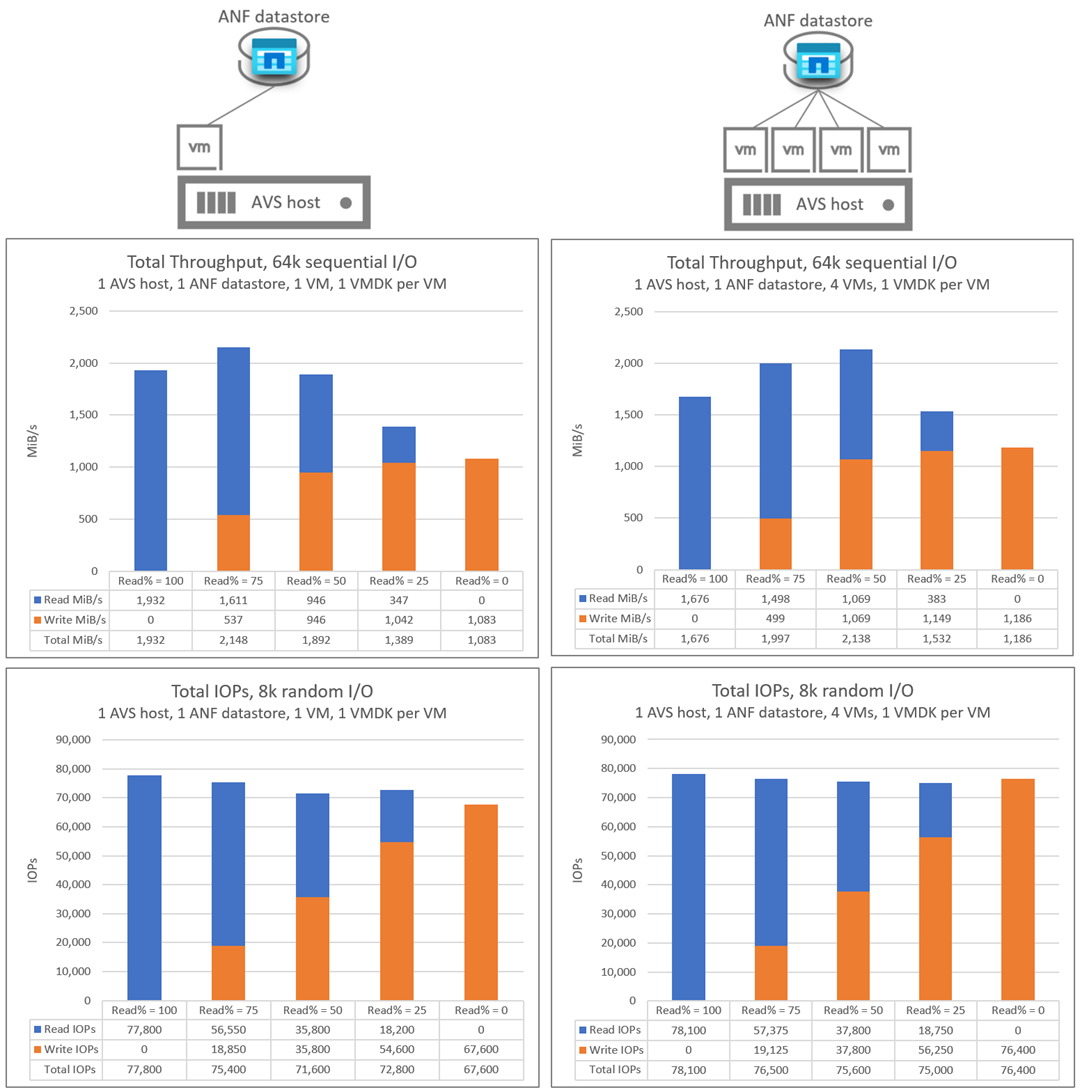 ANF datastore
vm
AVS host
ANF datastore
vm vm vm vm
AVS host
Total Throughput, 64k sequential I/O
1 AVS host, 1 ANF datastore, 1 VM, 1 VMDK per VM
2,500
2,000
1,500
1,000
500
0
MiB/s
Read% = 100 Read% = 75 Read% = 50 Read% = 25 Read% = 0
Read MiB/s 1,932 1,611 946 347 0
Write MiB/s 0 537 946 1,042 1,083
Total MiB/s 1,932 2,148 1,892 1,389 1,083
Total Throughput, 64k sequential I/O
1 AVS host, 1 ANF datastore, 4 VMs, 1 VMDK per VM
2,500
2,000
1,500
1,000
500
0
MiB/s
Read% = 100 Read% = 75 Read% = 50 Read% = 25 Read% = 0
Read MiB/s 1,676 1,498 1,069 383 0
Write MiB/s 0 499 1,069 1,149 1,186
Total MiB/s 1,676 1,997 2,138 1,532 1,186
Total IOPs, 8k random I/O
1 AVS host, 1 ANF datastore, 1 VM, 1 VMDK per VM
90,000
80,000
70,000
60,000
50,000
40,000
30,000
20,000
10,000
0
IOPs
Read% = 100 Read% = 75 Read% = 50 Read% = 25 Read% = 0
Read IOPs 77,800 56,550 35,800 18,200 0
Write IOPs 0 18,850 35,800 54,600 67,600
Total IOPs 77,800 75,400 71,600 72,800 67,600
Total IOPs, 8k random I/O
1 AVS host, 1 ANF datastore, 4 VMs, 1 VMDK per VM
90,000
80,000
70,000
60,000
50,000
40,000
30,000
20,000
10,000
0
IOPs
Read% = 100 Read% = 75 Read% = 50 Read% = 25 Read% = 0
Read IOPs 78,100 57,375 37,800 18,750 0
Write IOPs 0 19,125 37,800 56,250 76,400
Total IOPs 78,100 76,500 75,600 75,000 76,400